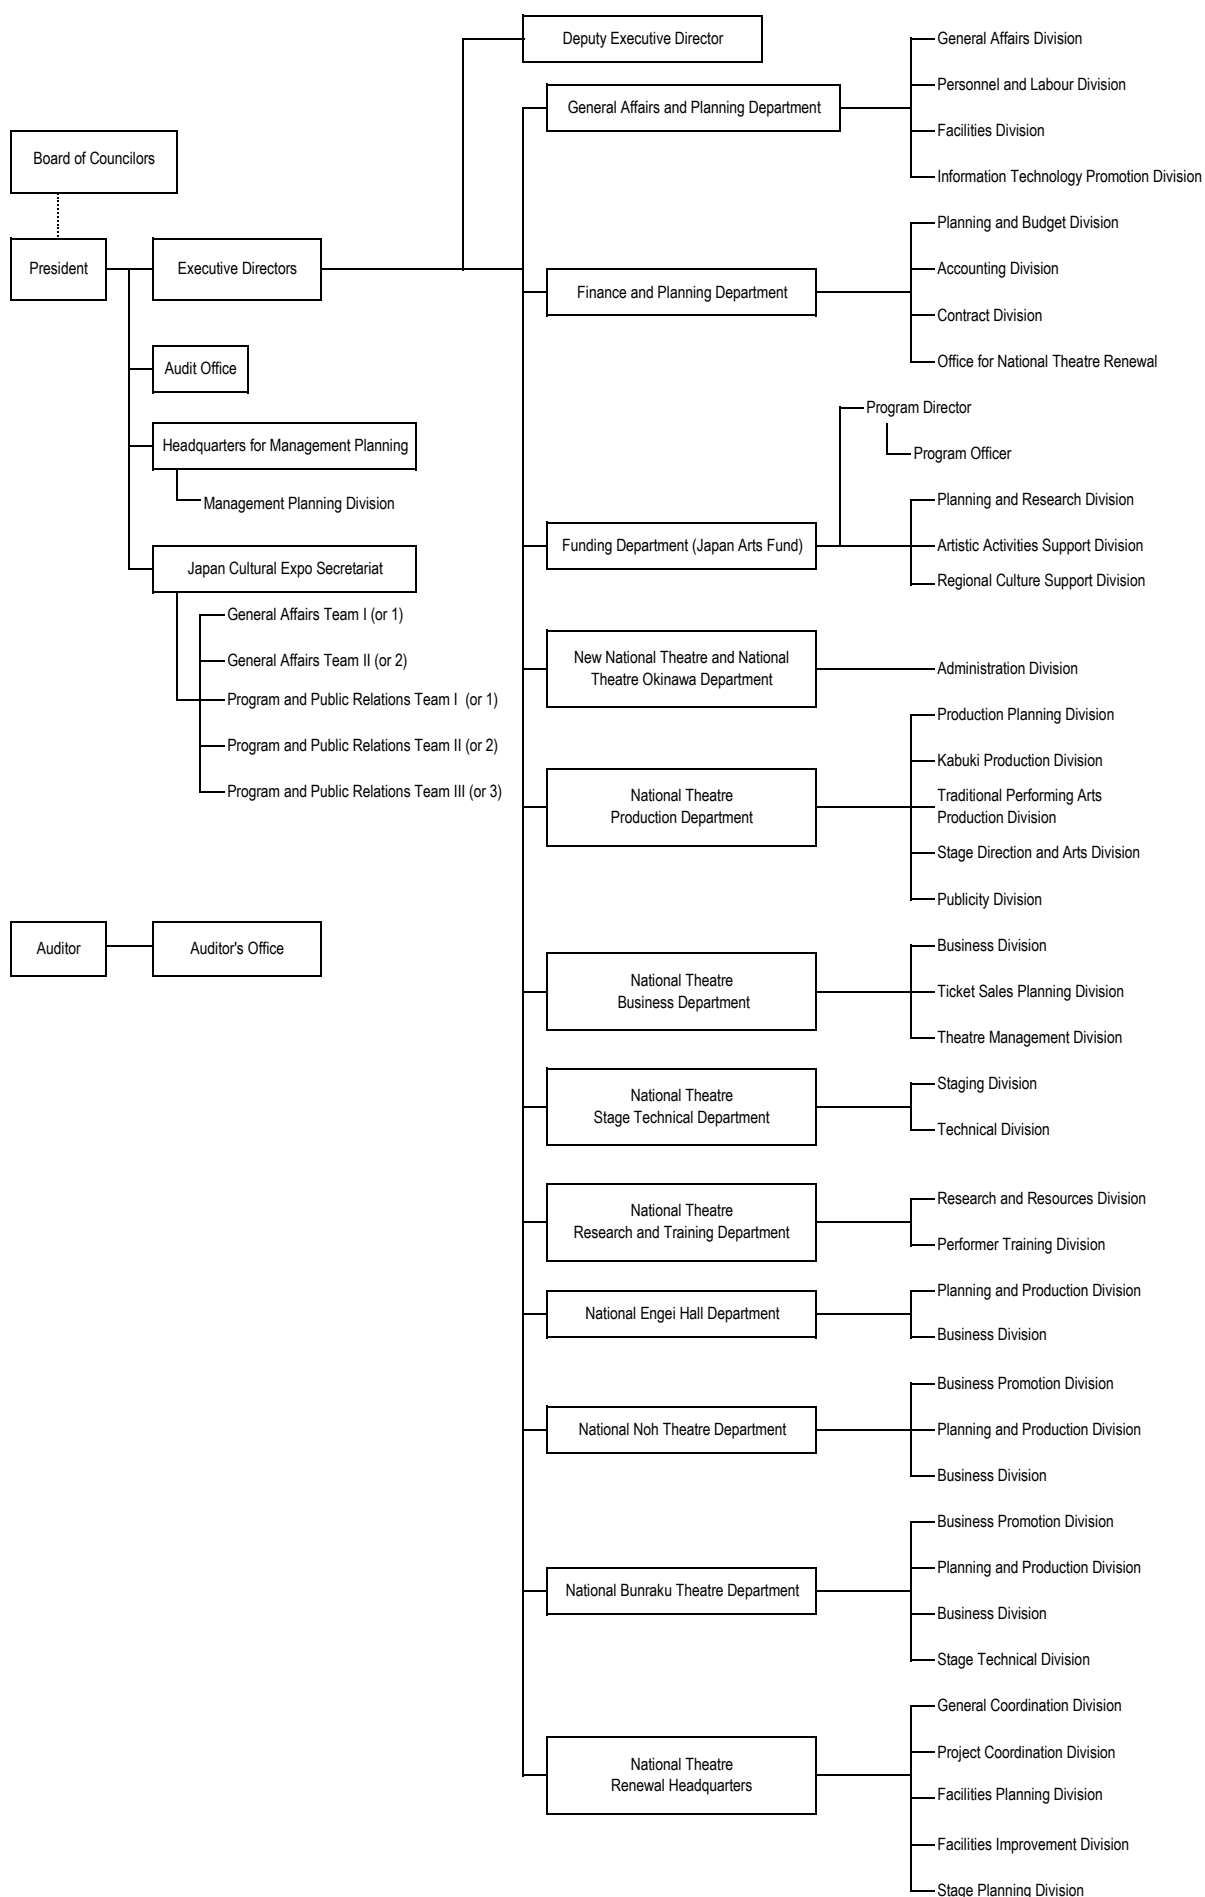 Board of Councilors
President
Executive Directors
Audit Office
Headquarters for Management Planning
Management Planning Division
Japan Cultural Expo Secretariat
General Affairs Team I (or 1)
General Affairs Team II (or 2)
Program and Public Relations Team I  (or 1)
Program and Public Relations Team II (or 2)
Program and Public Relations Team III (or 3)
Auditor
Auditor's Office
Deputy Executive Director
General Affairs and Planning Department
General Affairs Division
Personnel and Labour Division
Facilities Division
Information Technology Promotion Division
Finance and Planning Department
Planning and Budget Division
Accounting Division
Contract Division
Office for National Theatre Renewal
Funding Department (Japan Arts Fund)
Program Director
Program Officer
Planning and Research Division
Artistic Activities Support Division
Regional Culture Support Division
New National Theatre and National
Theatre Okinawa Department
Administration Division
National Theatre
Production Department
Production Planning Division
Kabuki Production Division
Traditional Performing Arts
Production Division
Stage Direction and Arts Division
Publicity Division
National Theatre
Business Department
Business Division
Ticket Sales Planning Division
Theatre Management Division
National Theatre
Stage Technical Department
Staging Division
Technical Division
National Theatre
Research and Training Department
Research and Resources Division
Performer Training Division
National Engei Hall Department
Planning and Production Division
Business Division
National Noh Theatre Department
Business Promotion Division
Planning and Production Division
Business Division
National Bunraku Theatre Department
Business Promotion Division
Planning and Production Division
Business Division
Stage Technical Division
National Theatre
Renewal Headquarters
General Coordination Division
Project Coordination Division
Facilities Planning Division
Facilities Improvement Division
Stage Planning Division